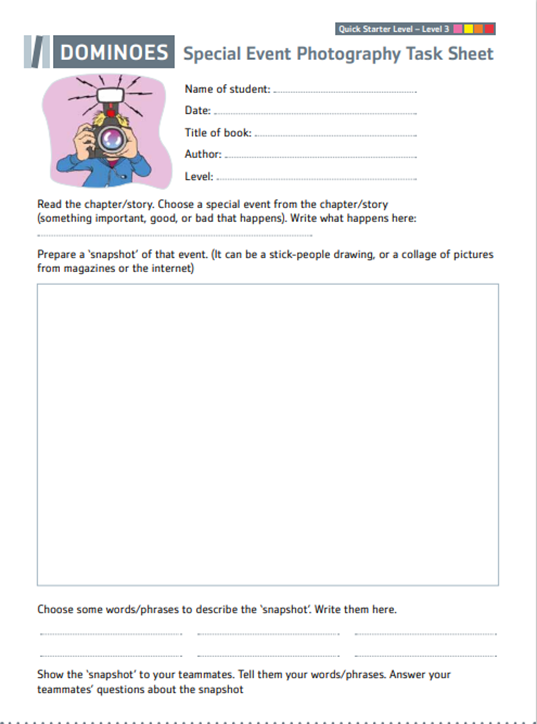 Quick Starter Level – Level 3
DOMINOES Special Event Photography Task Sheet
Name of student:
Date:
Title of book:
Author:
Level:
Read the chapter/story. Choose a special event from the chapter/story
(something important, good, or bad that happens). Write what happens here:
Prepare a ‘snapshot’ of that event. (It can be a stick-people drawing, or a collage of pictures
from magazines or the internet)
Choose some words/phrases to describe the ‘snapshot’. Write them here.
Show the ‘snapshot’ to your teammates. Tell them your words/phrases. Answer your
teammates’ questions about the snapshot